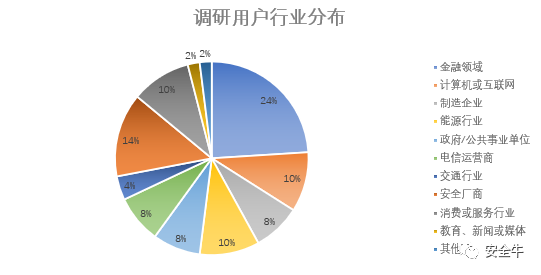 调研用户行业分布
2%
2%
10%
24%
14%
10%
4%
8%
8%
8%
10%
金融领域
计算机或互联网
制造企业
能源行业
政府/公共事业单位
电信运营商
交通行业
安全厂商
消费或服务行业
教育、新闻或媒体
其他
安全牛